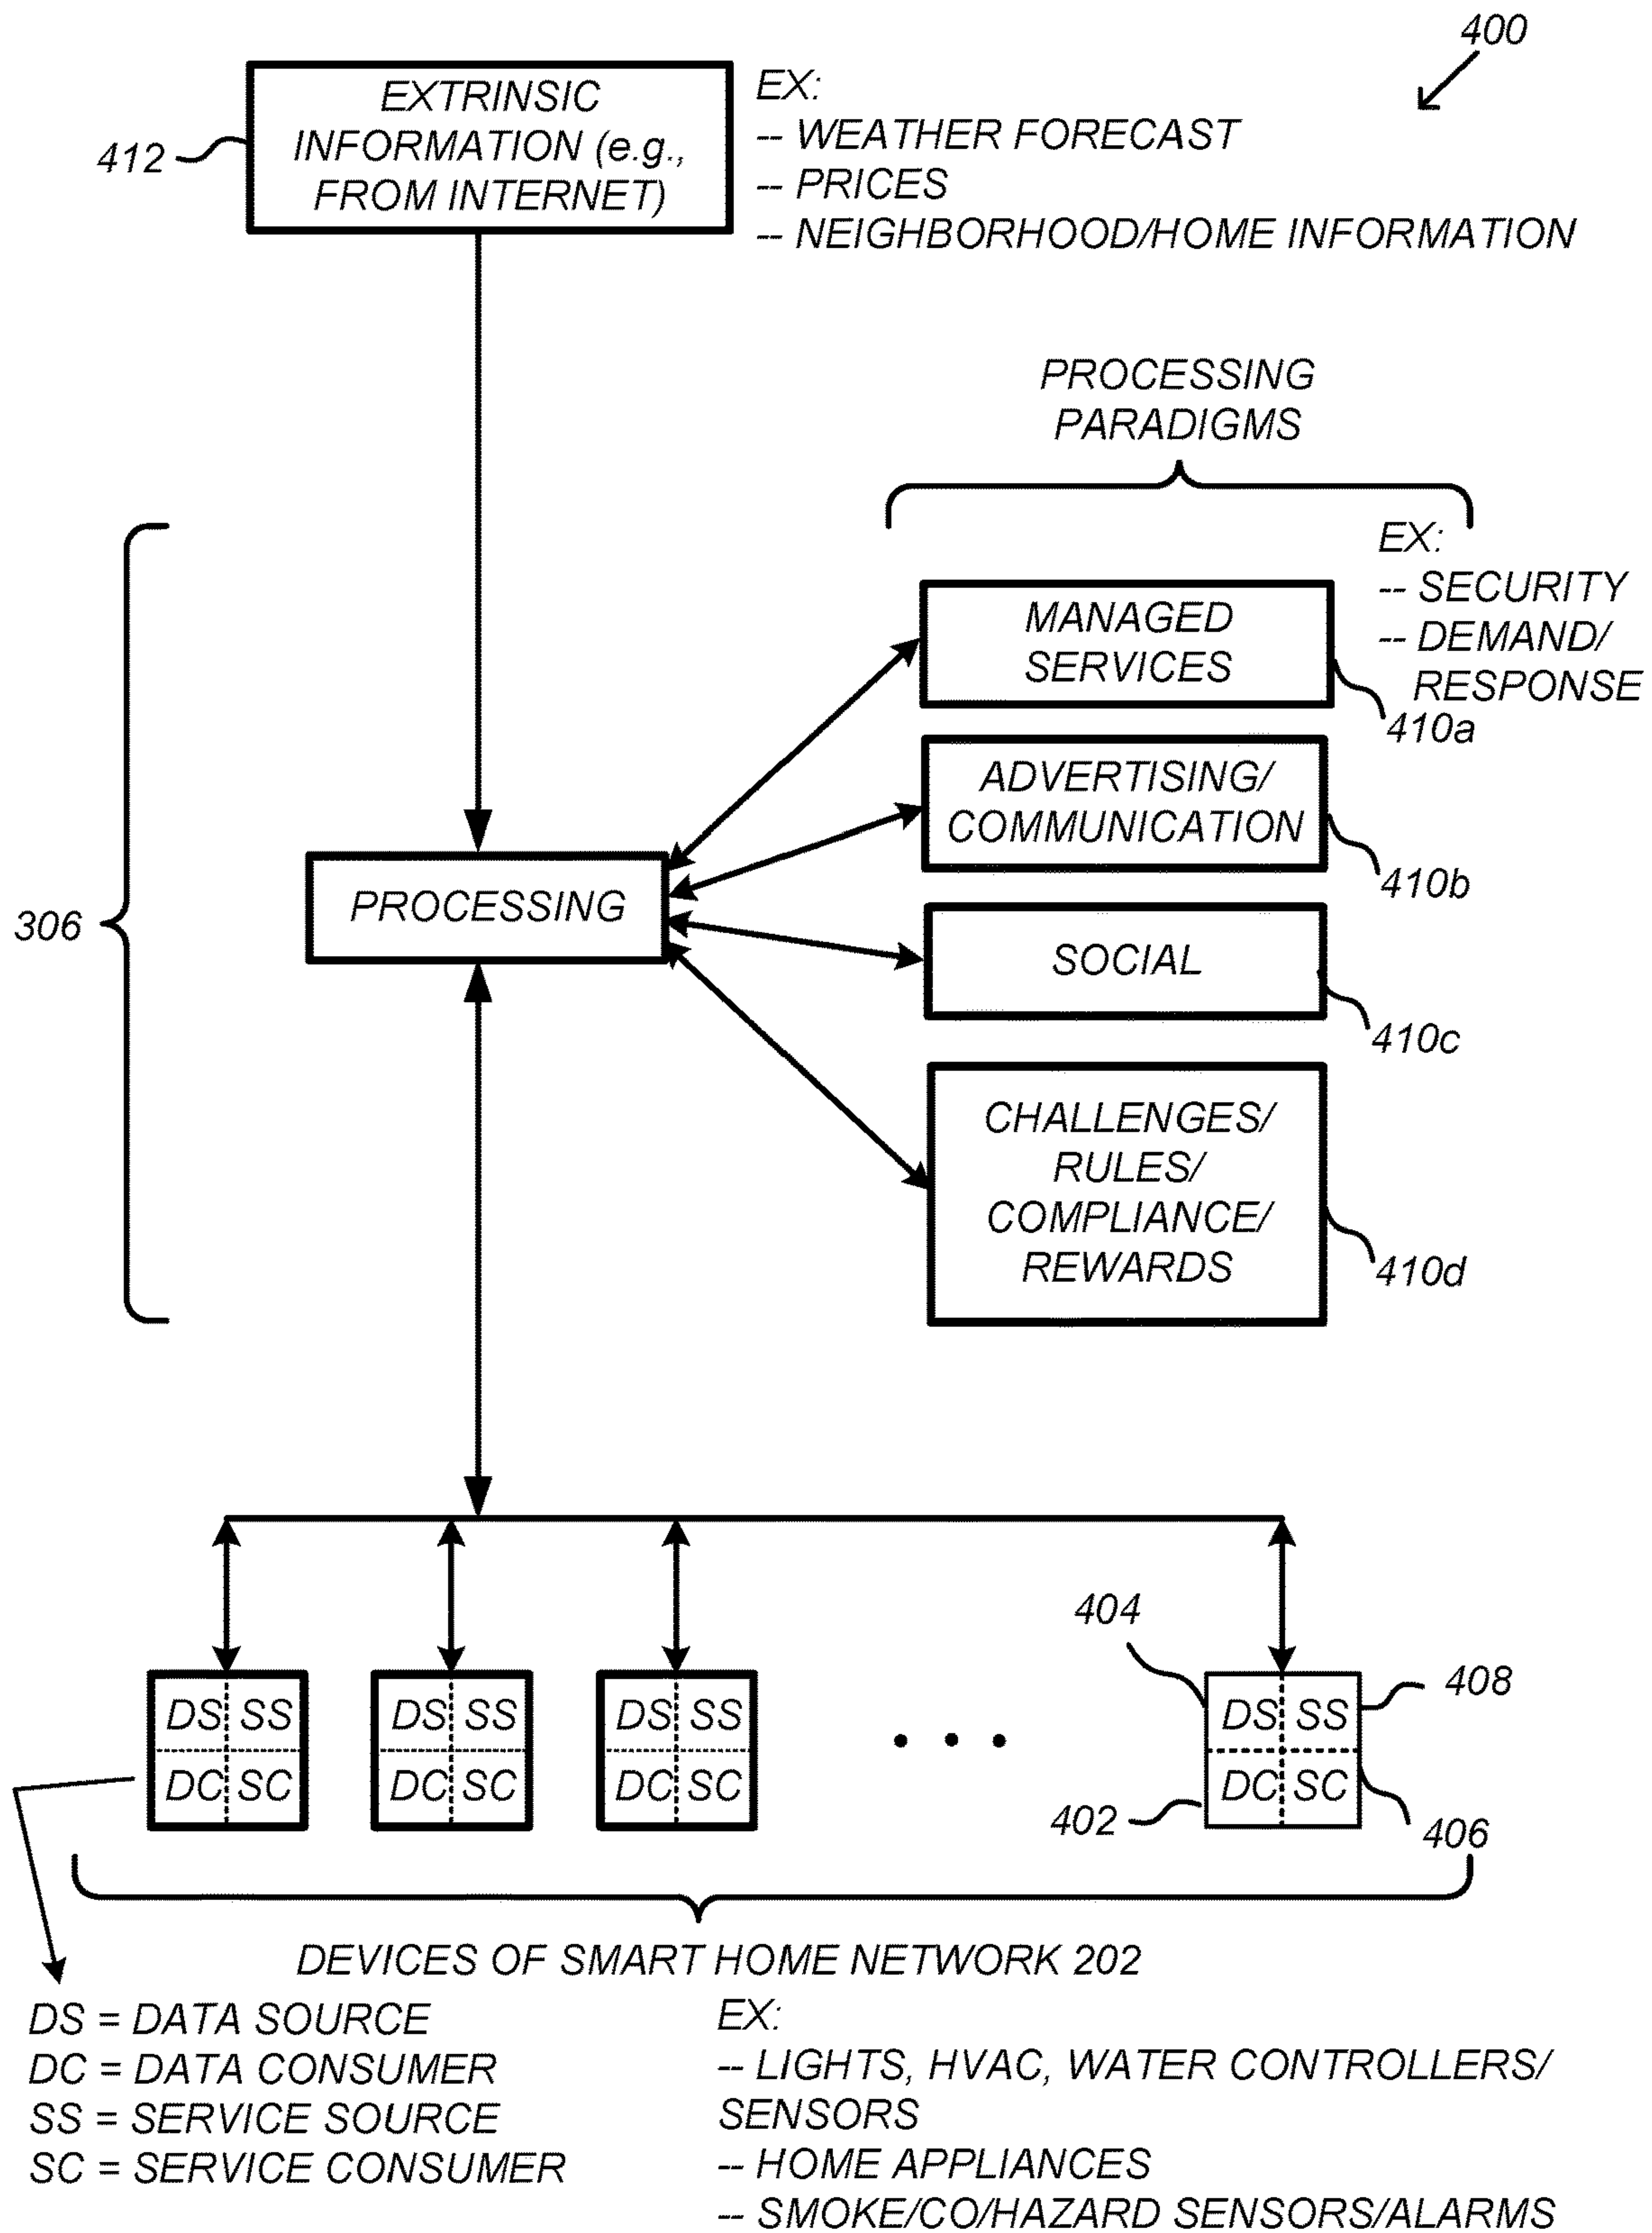 400
EXTRINSIC
INFORMATION (e.g.,
FROM INTERNET)
412
EX:
-- WEATHER FORECAST
-- PRICES
-- NEIGHBORHOOD/HOME INFORMATION
PROCESSING
PARADIGMS
EX:
-- SECURITY
-- DEMAND/
RESPONSE
MANAGED
SERVICES
410a
ADVERTISING/
COMMUNICATION
410b
PROCESSING
306
SOCIAL
410c
CHALLENGES/
RULES/
COMPLIANCE/
REWARDS
410d
DS SS
DC SC
DS SS
DC SC
DS SS
DC SC
404
408
DS SS
DC SC
402
406
DEVICES OF SMART HOME NETWORK 202
DS = DATA SOURCE
DC = DATA CONSUMER
SS = SERVICE SOURCE
SC = SERVICE CONSUMER
EX:
-- LIGHTS, HVAC, WATER CONTROLLERS/
SENSORS
-- HOME APPLIANCES
-- SMOKE/CO/HAZARD SENSORS/ALARMS